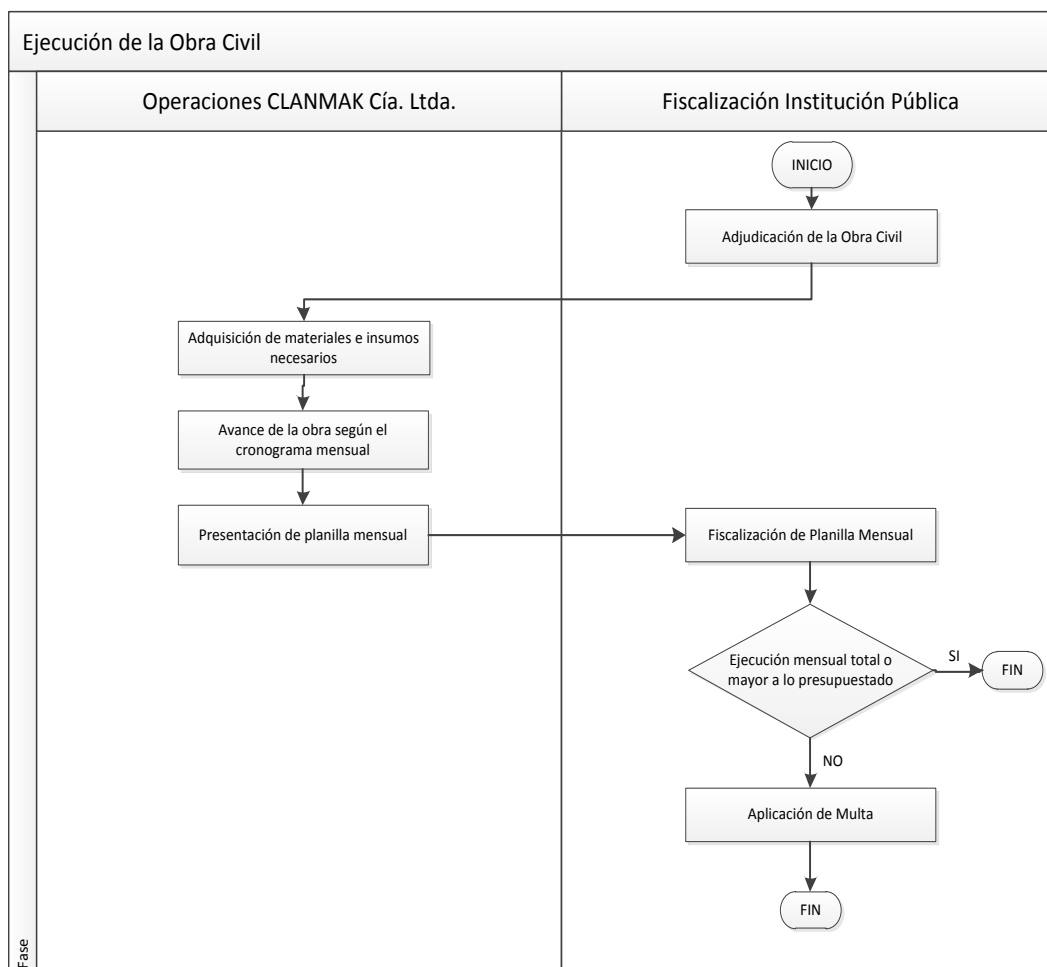 Ejecución de la Obra Civil
Operaciones CLANMAK Cía. Ltda.
Fiscalización Institución Pública
INICIO
Adjudicación de la Obra Civil
Adquisición de materiales e insumos
necesarios
Avance de la obra según el
cronograma mensual
Presentación de planilla mensual
Fiscalización de Planilla Mensual
Ejecución mensual total o
mayor a lo presupuestado
SI
FIN
NO
Aplicación de Multa
FIN
Fase